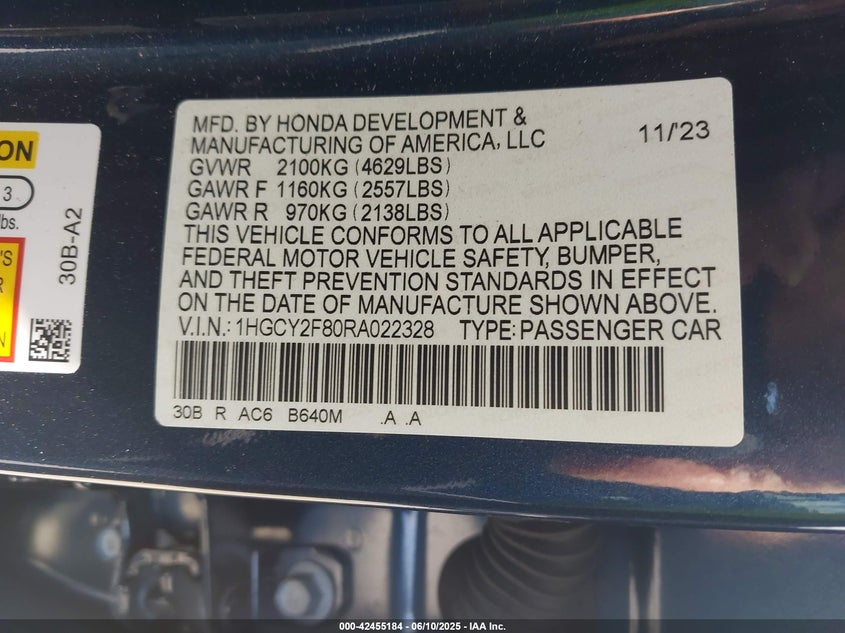 ON
3
lbs.
'S
R
N
30B-A2
MFD. BY HONDA DEVELOPMENT &
MANUFACTURING OF AMERICA, LLC 11/'23
GVWR 2100KG (4629LBS)
GAWR F 1160KG (2557LBS)
GAWR R 970KG (2138LBS)
THIS VEHICLE CONFORMS TO ALL APPLICABLE
FEDERAL MOTOR VEHICLE SAFETY, BUMPER,
AND THEFT PREVENTION STANDARDS IN EFFECT
ON THE DATE OF MANUFACTURE SHOWN ABOVE.
V.I.N.: 1HGCY2F80RA022328 TYPE: PASSENGER CAR
30B R AC6 B640M .A .A
000-42455184 - 06/10/2025 - IAA Inc.